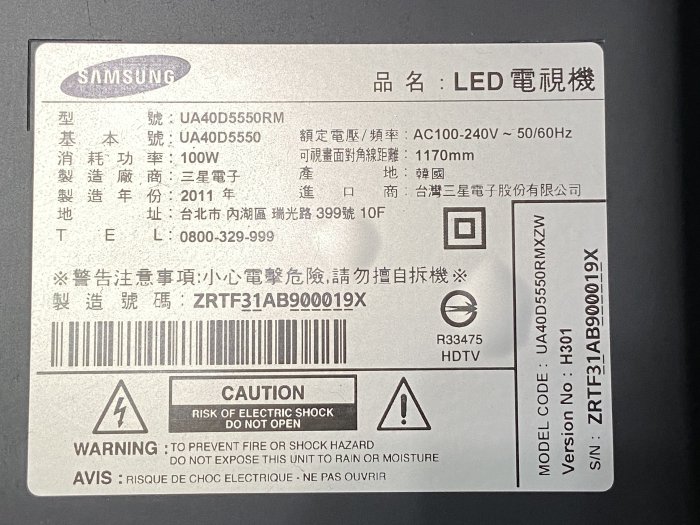 SAMSUNG
品名：LED 電視機
型號：UA40D5550RM
基本號：UA40D5550
額定電壓/頻率：AC100-240V ~ 50/60Hz
消耗功率：100W
可視畫面對角線距離：1170mm
製造廠商：三星電子
產地：韓國
製造年份：2011 年
進口商：台灣三星電子股份有限公司
地址：台北市 內湖區 瑞光路 399號 10F
TEL：0800-329-999
※警告注意事項:小心電擊危險,請勿擅自拆機※
製造號碼：ZRTF31AB900019X
R33475
HDTV
CAUTION
RISK OF ELECTRIC SHOCK
DO NOT OPEN
WARNING : TO PREVENT FIRE OR SHOCK HAZARD
DO NOT EXPOSE THIS UNIT TO RAIN OR MOISTURE
AVIS : RISQUE DE CHOC ELECTRIQUE - NE PAS OUVRIR
MODEL CODE : UA40D5550RMXZW
Version No : H301
S/N : ZRTF31AB900019X